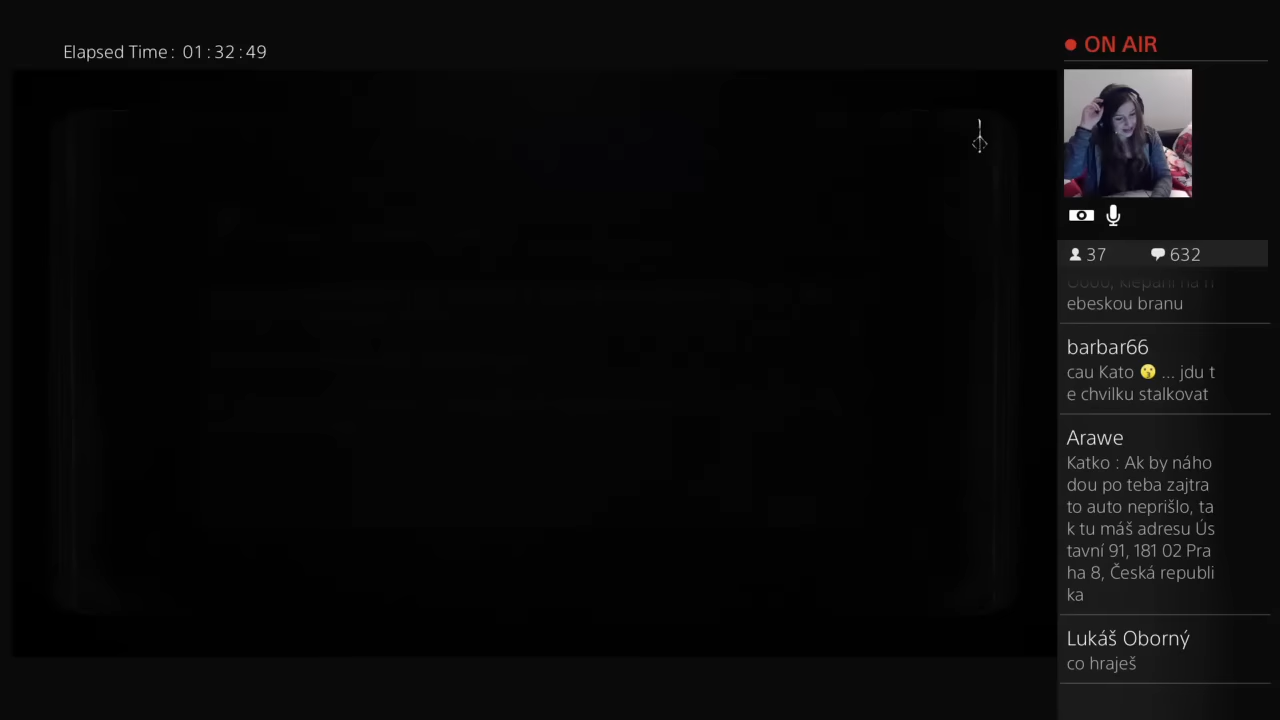 Elapsed Time: 01:32:49
ON AIR
37 632
ebeskou branu
barbar66
cau Kato 😗 ... jdu t
e chvilku stalkovat
Arawe
Katko : Ak by náho
dou po teba zajtra
to auto neprišlo, ta
k tu máš adresu Ús
tavní 91, 181 02 Pra
ha 8, Česká republi
ka
Lukáš Oborný
co hraješ